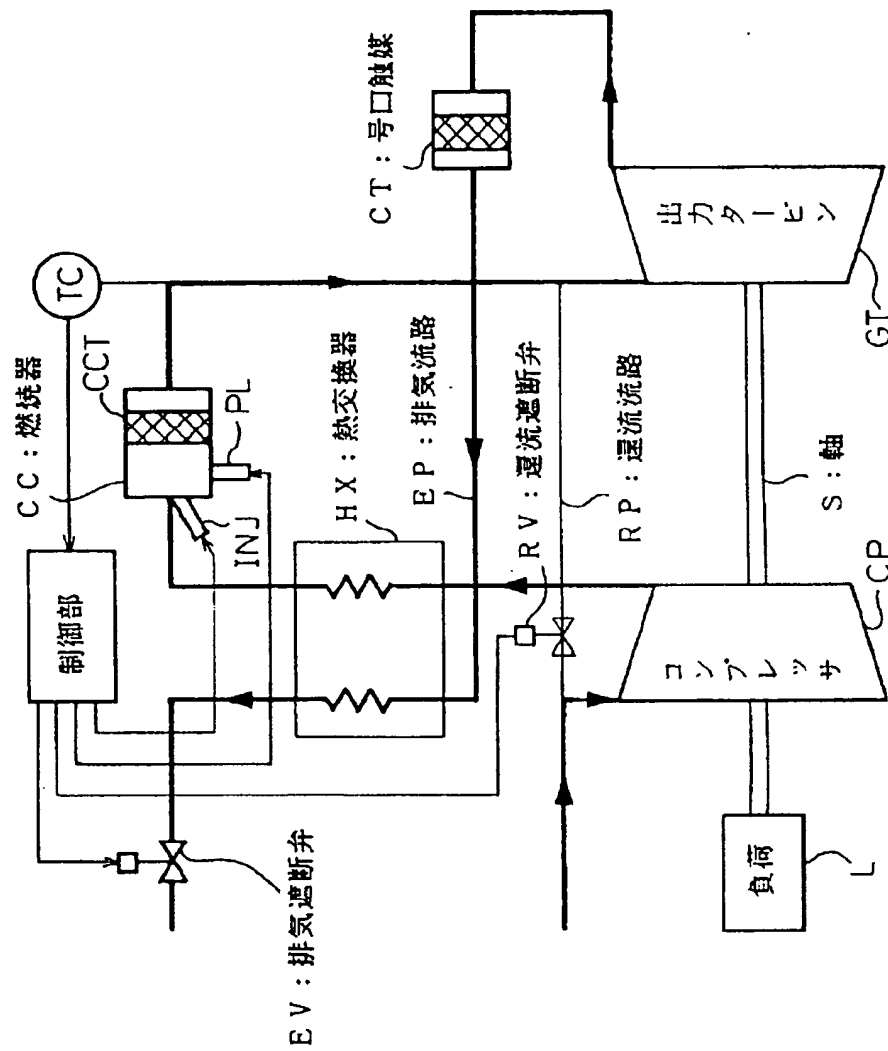 制御部
TC
CC:燃焼器
CCT
PL
INJ
HX:熱交換器
EP:排気流路
RV:還流遮断弁
RP:還流流路
CT:号口触媒
EV:排気遮断弁
出力タービン
GT
S:軸
コンプレッサ
CP
負荷
L